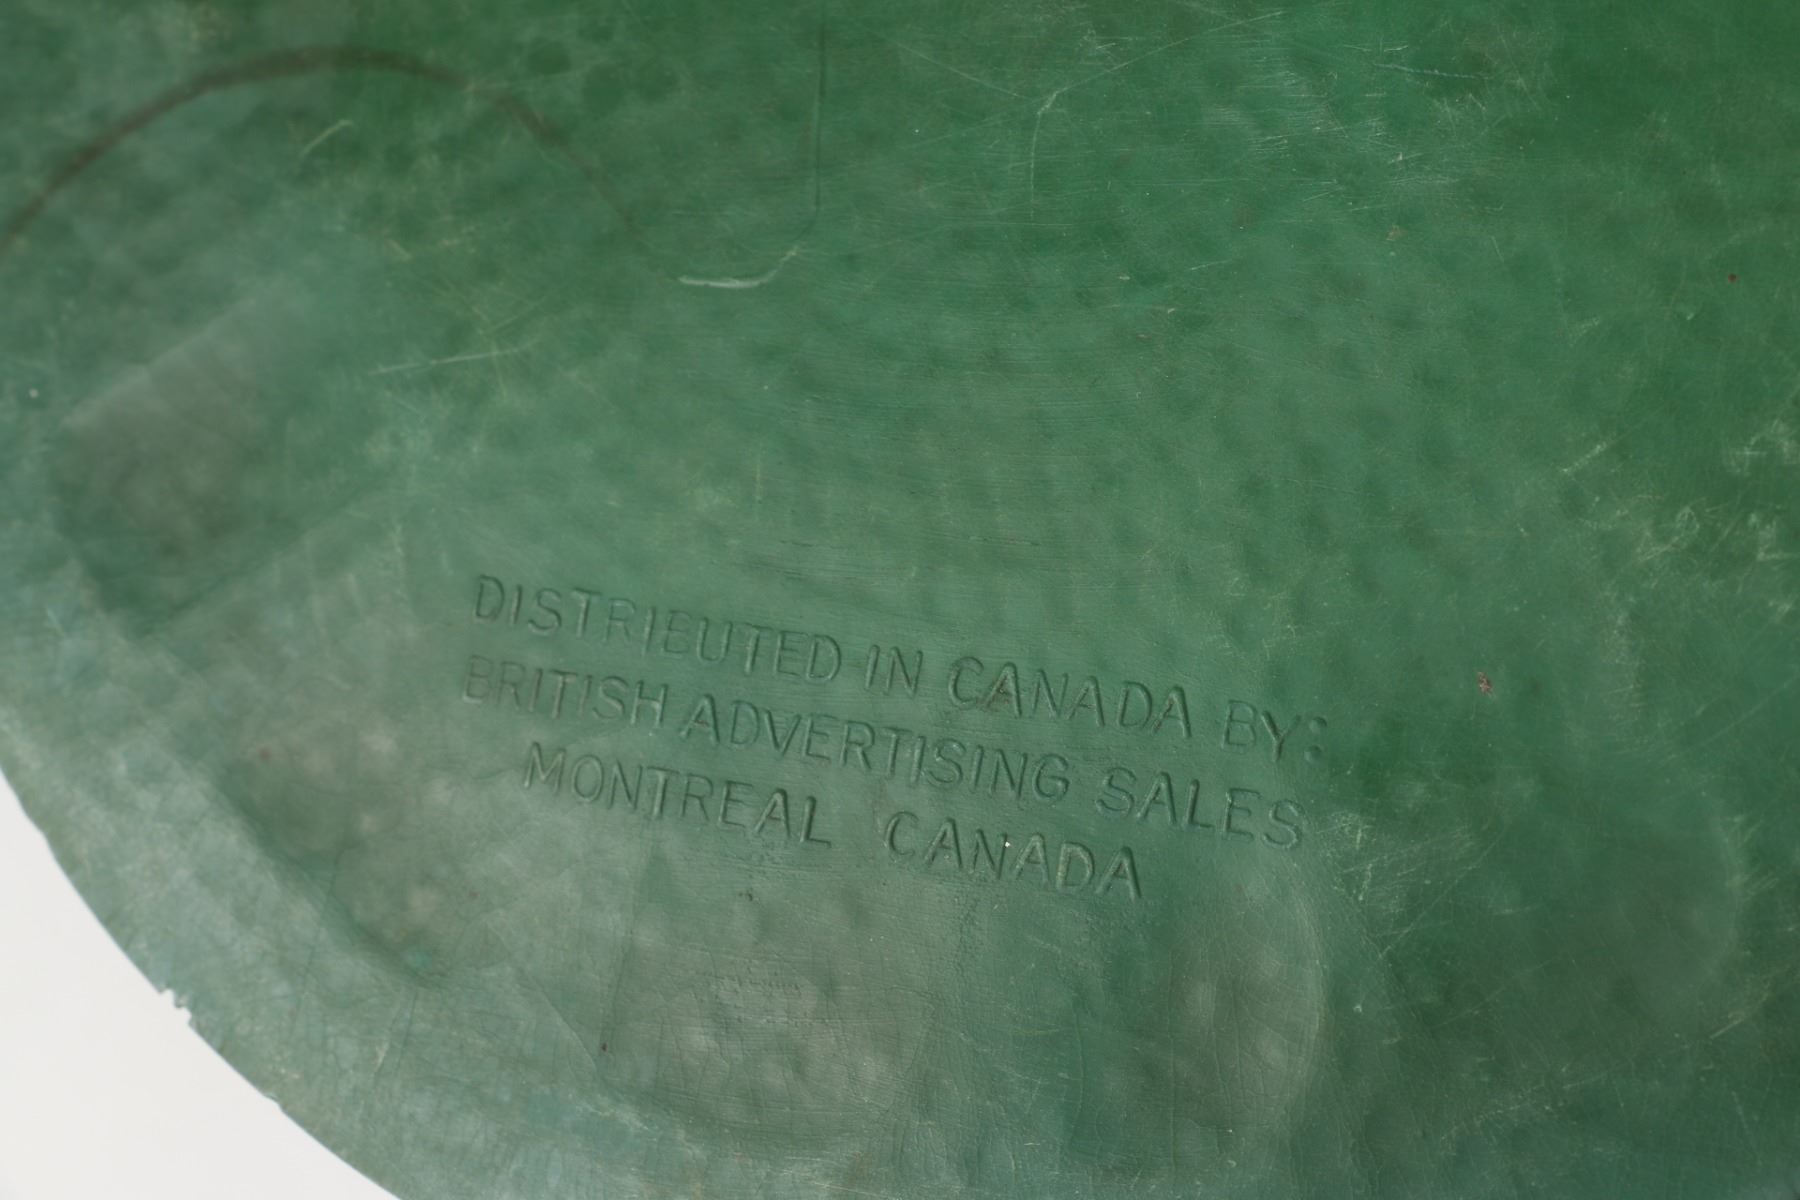 DISTRIBUTED IN CANADA BY:
BRITISH ADVERTISING SALES
MONTREAL CANADA